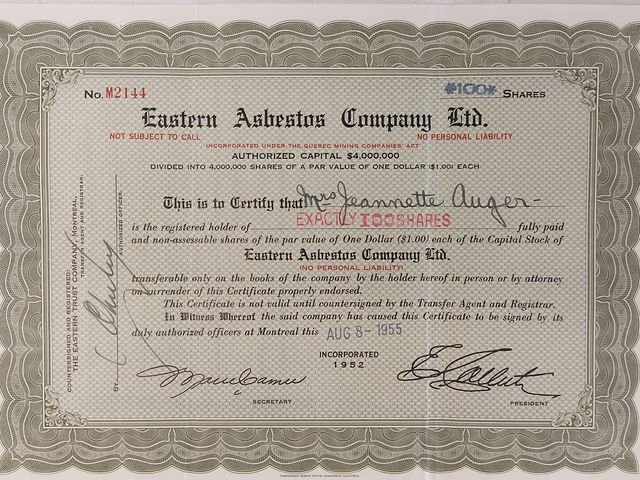 No. M2144
*100* SHARES
Eastern Asbestos Company Ltd.
NOT SUBJECT TO CALL
NO PERSONAL LIABILITY
INCORPORATED UNDER THE QUEBEC MINING COMPANIES' ACT
AUTHORIZED CAPITAL $4,000,000
DIVIDED INTO 4,000,000 SHARES OF A PAR VALUE OF ONE DOLLAR ($1.00) EACH
This is to Certify that Mrs Jeannette Auger-
EXACTLY 100 SHARES
is the registered holder of fully paid
and non-assessable shares of the par value of One Dollar ($1.00) each of the Capital Stock of
Eastern Asbestos Company Ltd.
(NO PERSONAL LIABILITY)
transferable only on the books of the company by the holder hereof in person or by attorney
on surrender of this Certificate properly endorsed.
This Certificate is not valid until countersigned by the Transfer Agent and Registrar.
In Witness Whereof the said company has caused this Certificate to be signed by its
duly authorized officers at Montreal this AUG 8 - 1955
INCORPORATED
1952
SECRETARY
PRESIDENT
COUNTERSIGNED AND REGISTERED:
THE EASTERN TRUST COMPANY, MONTREAL,
TRANSFER AGENT AND REGISTRAR.
BY
AUTHORIZED OFFICER.